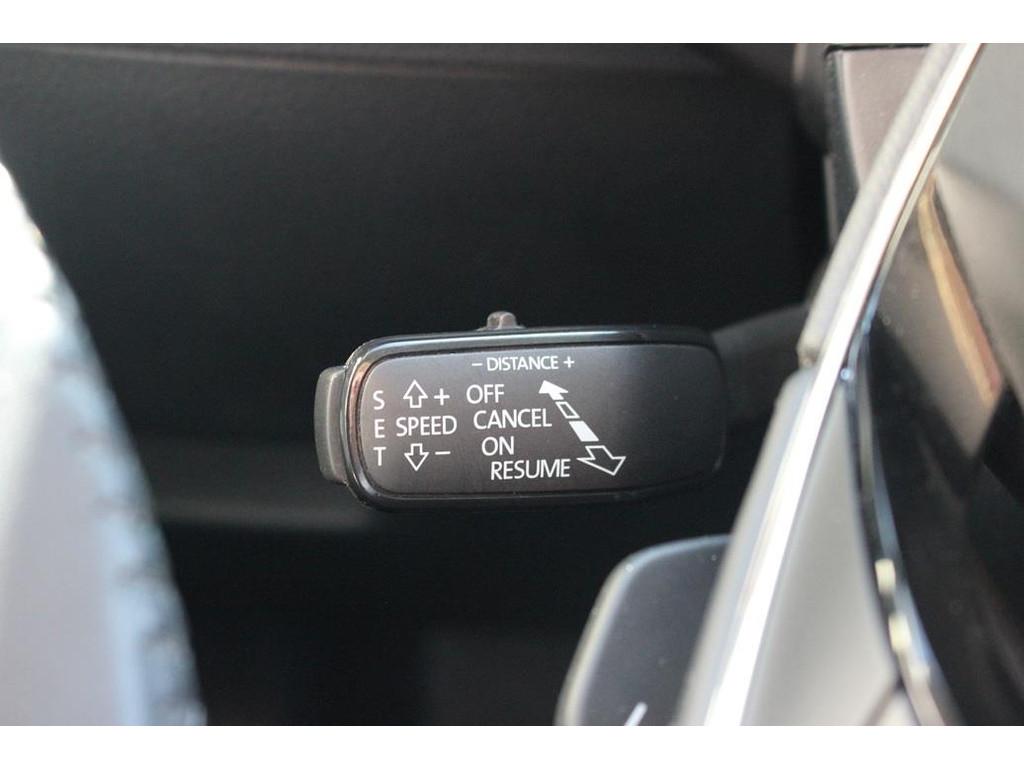 − DISTANCE +
S + OFF
E SPEED CANCEL
T − ON
RESUME